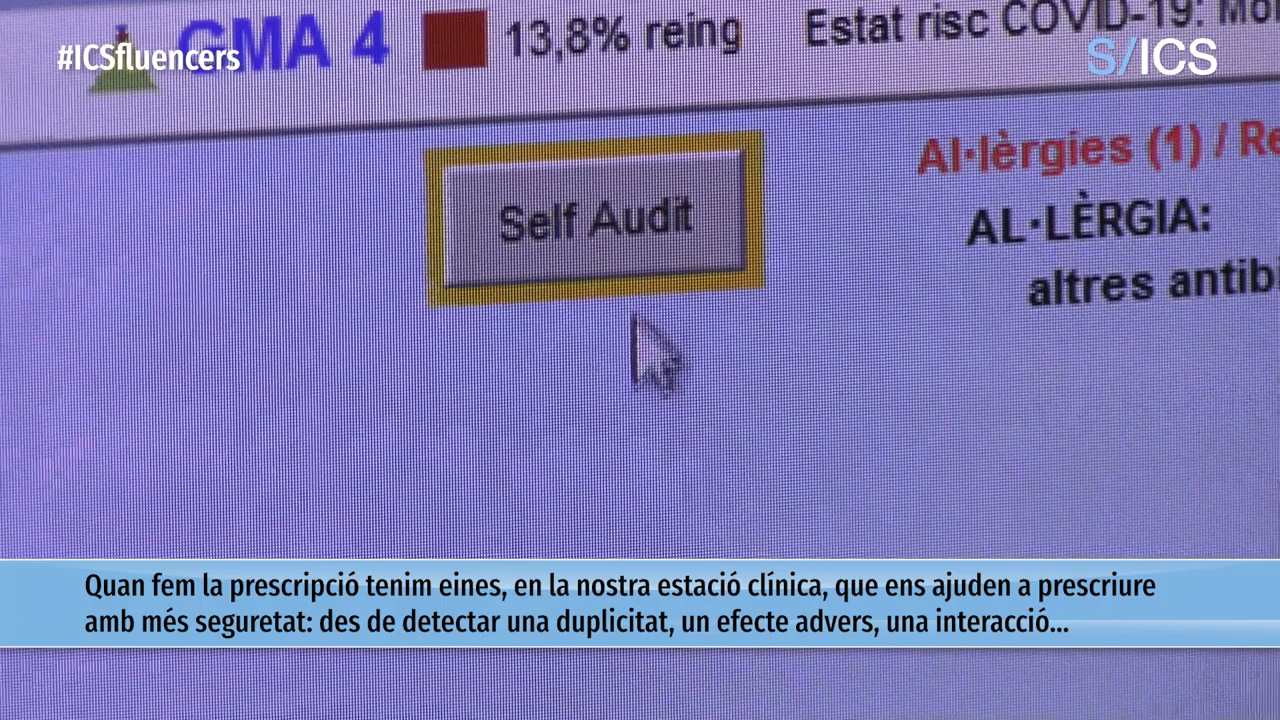 #ICSfluencers
GMA 4
13,8% reing
Estat risc COVID-19:
S/ICS
Self Audit
Al·lèrgies (1) / Re
AL·LÈRGIA:
altres antibi
Quan fem la prescripció tenim eines, en la nostra estació clínica, que ens ajuden a prescriure
amb més seguretat: des de detectar una duplicitat, un efecte advers, una interacció...